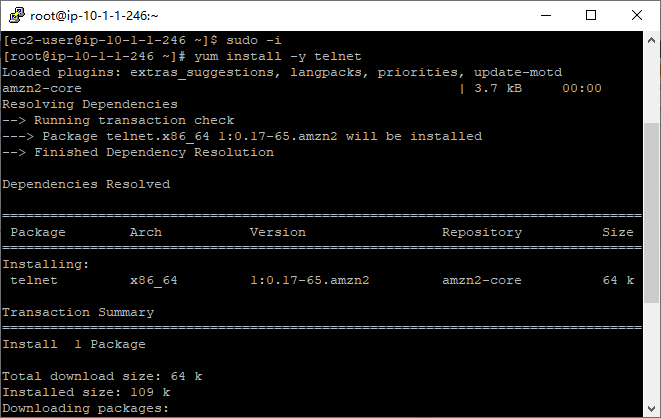 root@ip-10-1-1-246:~
[ec2-user@ip-10-1-1-246 ~]$ sudo -i
[root@ip-10-1-1-246 ~]# yum install -y telnet
Loaded plugins: extras_suggestions, langpacks, priorities, update-motd
amzn2-core | 3.7 kB 00:00
Resolving Dependencies
--> Running transaction check
---> Package telnet.x86_64 1:0.17-65.amzn2 will be installed
--> Finished Dependency Resolution
Dependencies Resolved
================================================================================
Package Arch Version Repository Size
================================================================================
Installing:
telnet x86_64 1:0.17-65.amzn2 amzn2-core 64 k
Transaction Summary
================================================================================
Install 1 Package
Total download size: 64 k
Installed size: 109 k
Downloading packages: